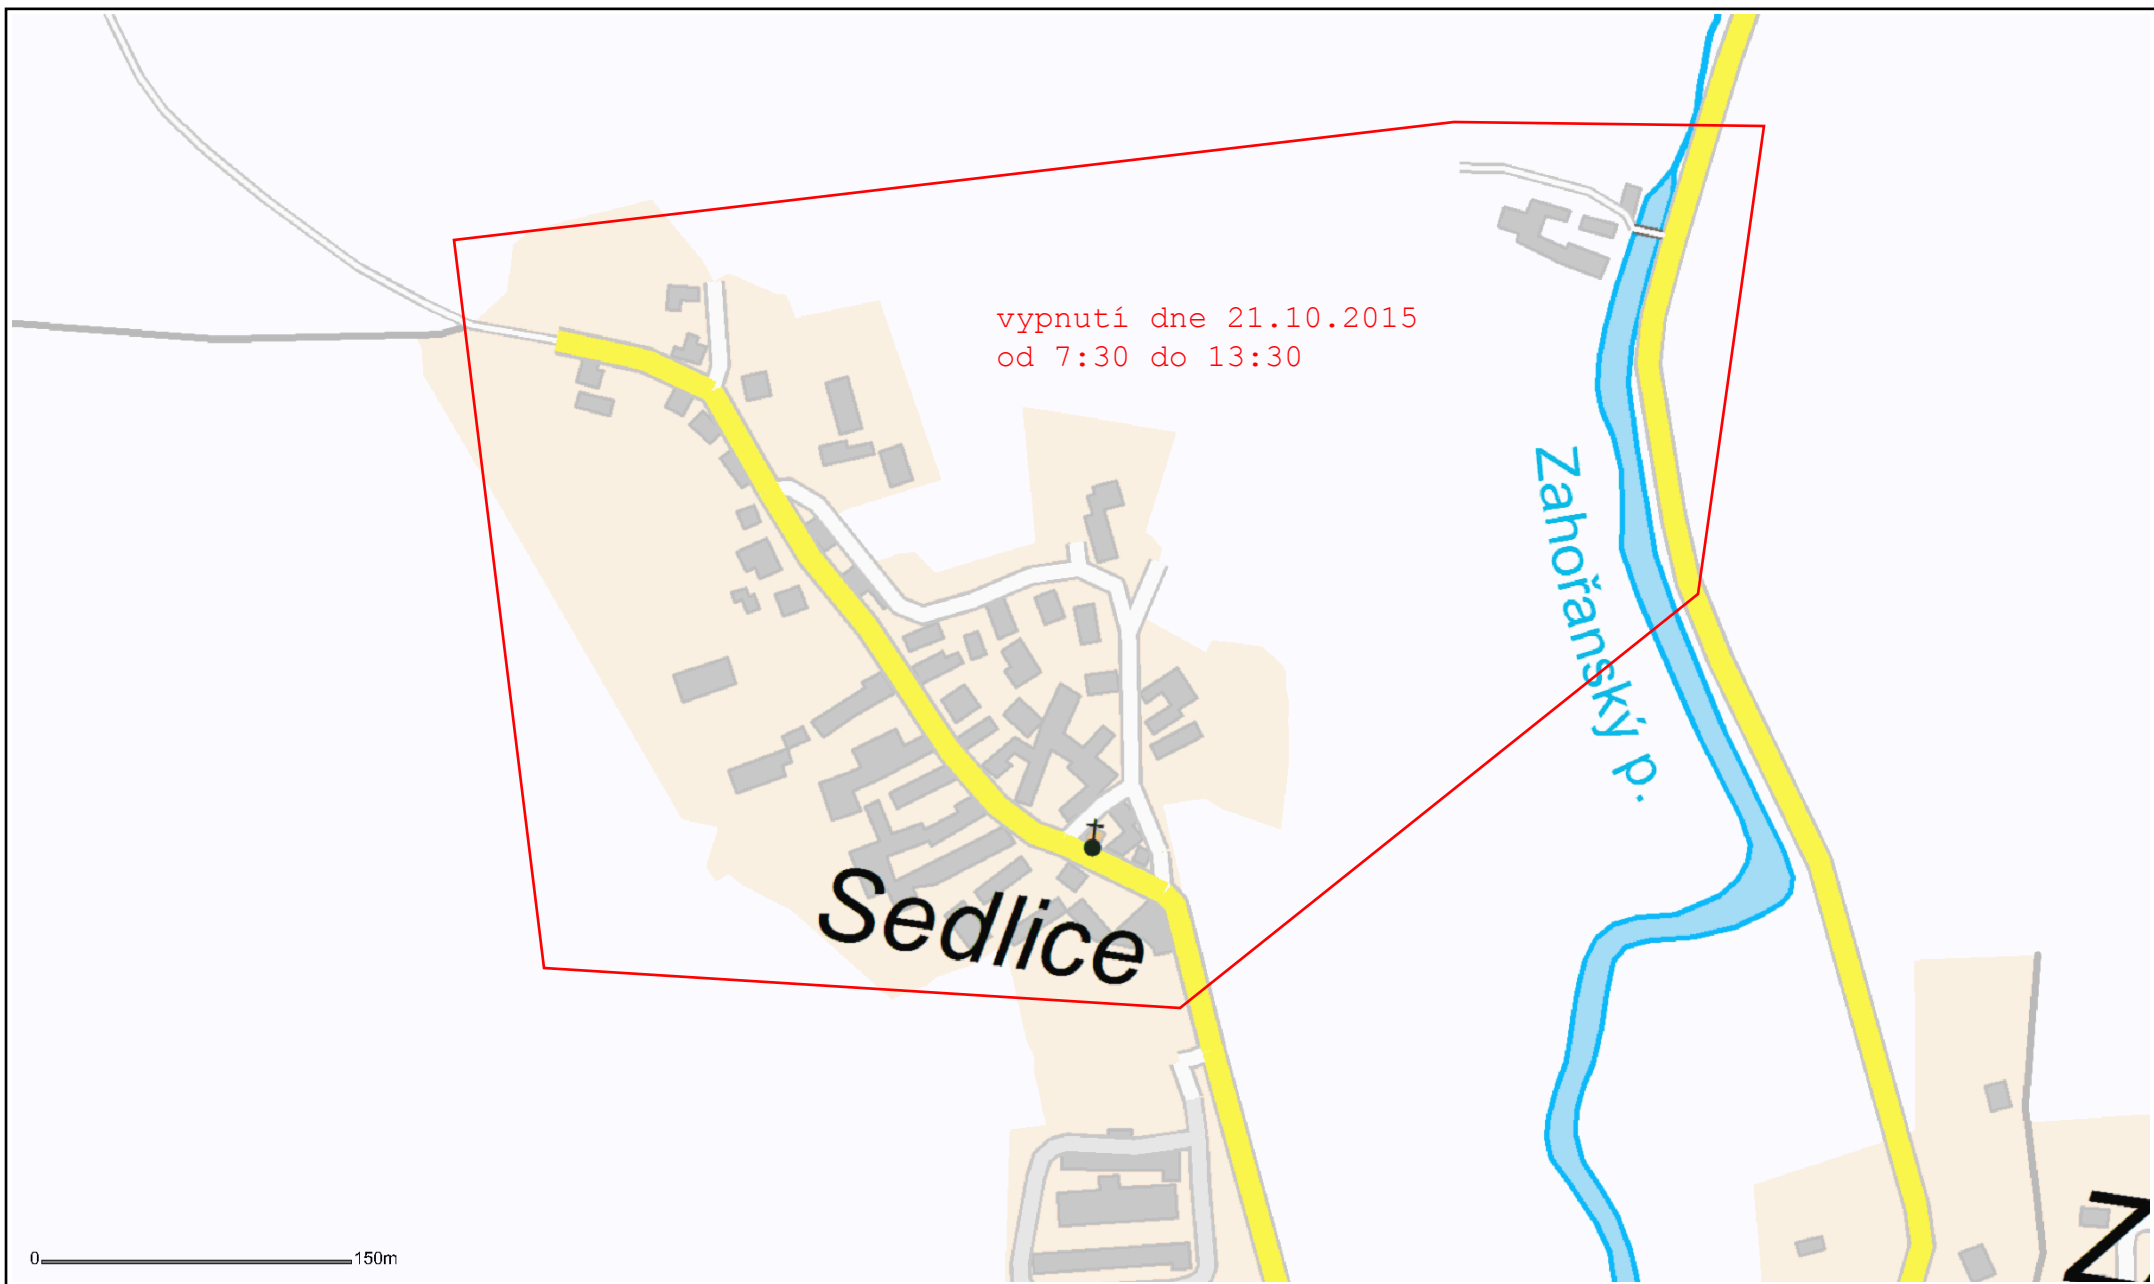 vypnutí dne 21.10.2015
od 7:30 do 13:30
Zahořanský p.
Sedlice
0 150m
Z